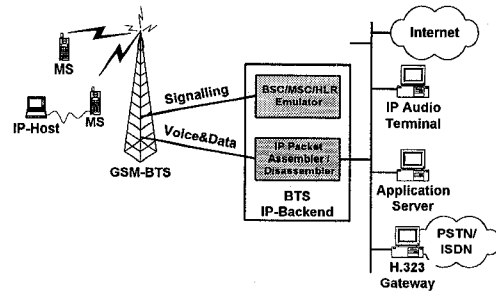 MS
MS
IP-Host
GSM-BTS
Signalling
Voice&Data
BSC/MSC/HLR
Emulator
IP Packet
Assembler /
Disassembler
BTS
IP-Backend
Internet
IP Audio
Terminal
Application
Server
PSTN/
ISDN
H.323
Gateway